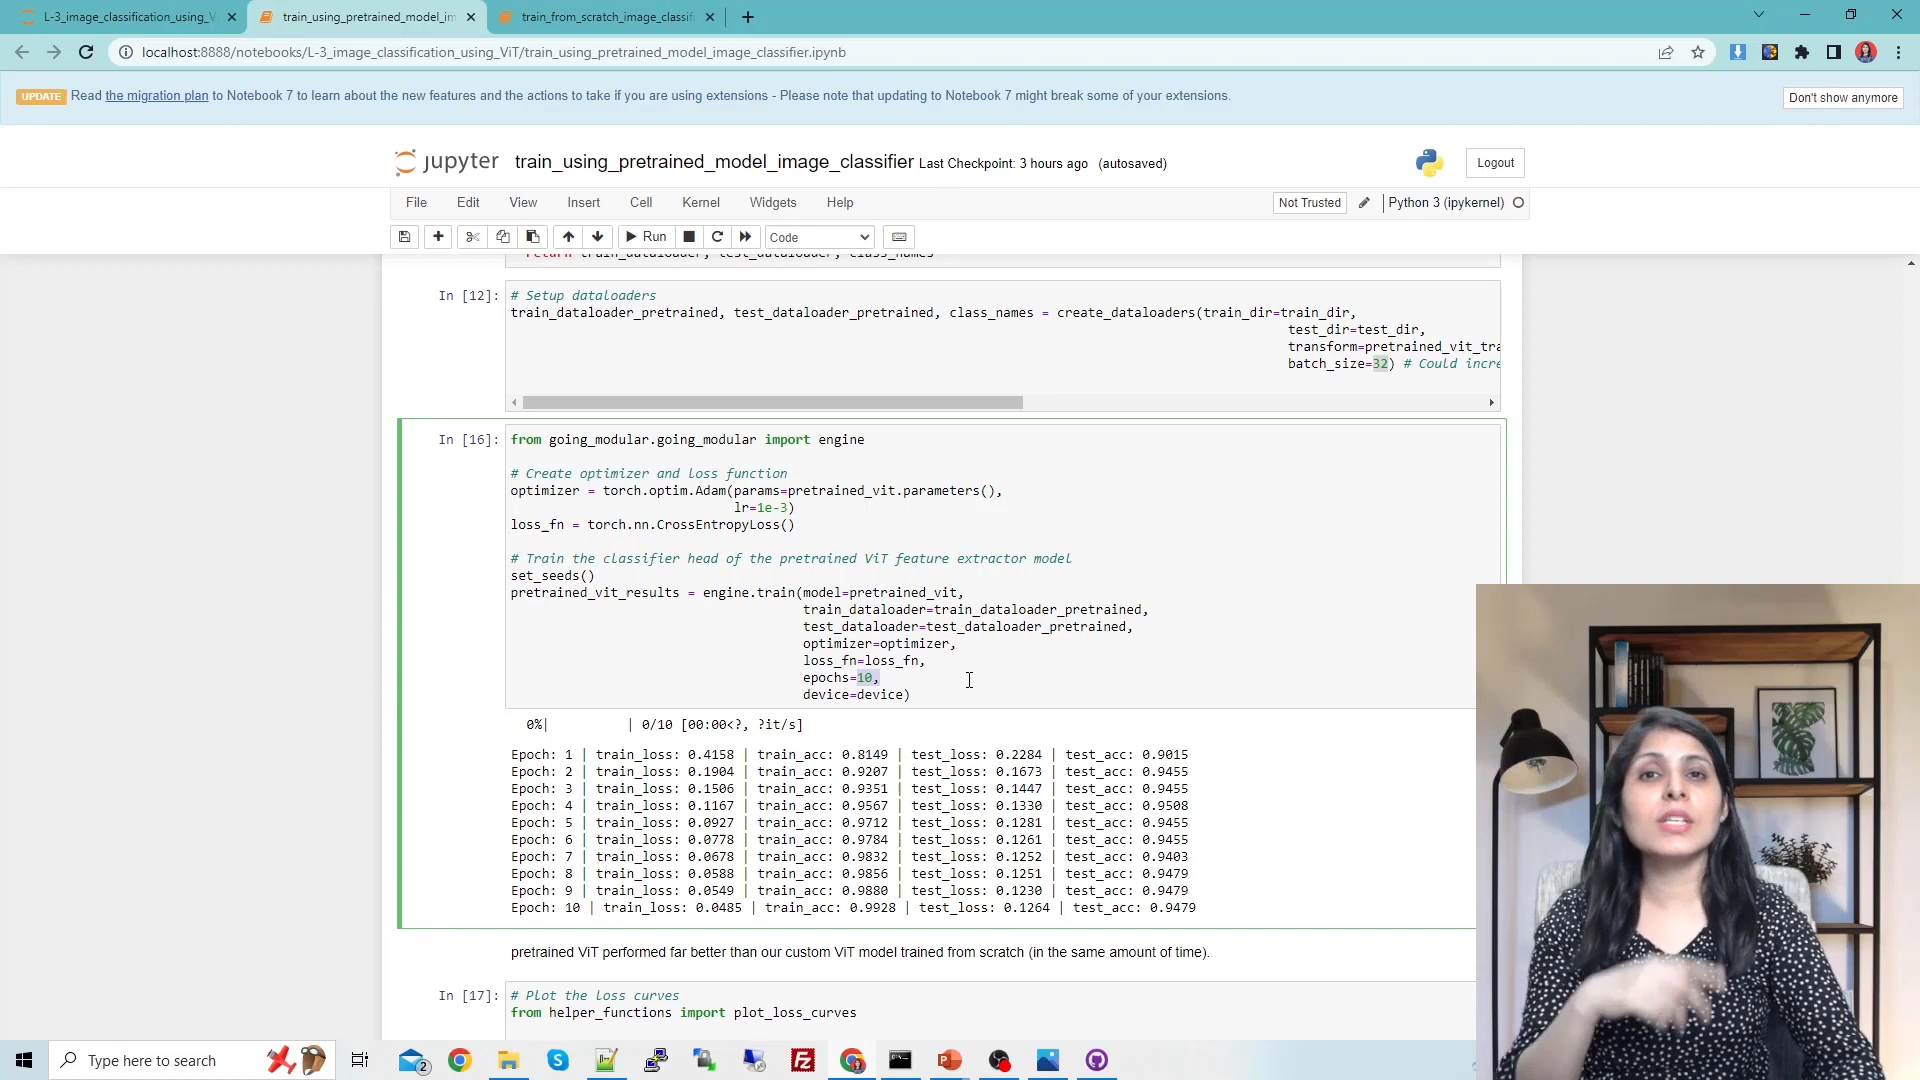 L-3_image_classification_using_V
train_using_pretrained_model_im
train_from_scratch_image_classifi
localhost:8888/notebooks/L-3_image_classification_using_ViT/train_using_pretrained_model_image_classifier.ipynb
UPDATE Read the migration plan to Notebook 7 to learn about the new features and the actions to take if you are using extensions - Please note that updating to Notebook 7 might break some of your extensions.
Don't show anymore
jupyter train_using_pretrained_model_image_classifier Last Checkpoint: 3 hours ago (autosaved)
Logout
File Edit View Insert Cell Kernel Widgets Help
Not Trusted Python 3 (ipykernel)
Run Code
return train_dataloader, test_dataloader, class_names
In [12]: # Setup dataloaders
train_dataloader_pretrained, test_dataloader_pretrained, class_names = create_dataloaders(train_dir=train_dir,
test_dir=test_dir,
transform=pretrained_vit_tra
batch_size=32) # Could incre
In [16]: from going_modular.going_modular import engine
# Create optimizer and loss function
optimizer = torch.optim.Adam(params=pretrained_vit.parameters(),
lr=1e-3)
loss_fn = torch.nn.CrossEntropyLoss()
# Train the classifier head of the pretrained ViT feature extractor model
set_seeds()
pretrained_vit_results = engine.train(model=pretrained_vit,
train_dataloader=train_dataloader_pretrained,
test_dataloader=test_dataloader_pretrained,
optimizer=optimizer,
loss_fn=loss_fn,
epochs=10,
device=device)
0%| | 0/10 [00:00<?, ?it/s]
Epoch: 1 | train_loss: 0.4158 | train_acc: 0.8149 | test_loss: 0.2284 | test_acc: 0.9015
Epoch: 2 | train_loss: 0.1904 | train_acc: 0.9207 | test_loss: 0.1673 | test_acc: 0.9455
Epoch: 3 | train_loss: 0.1506 | train_acc: 0.9351 | test_loss: 0.1447 | test_acc: 0.9455
Epoch: 4 | train_loss: 0.1167 | train_acc: 0.9567 | test_loss: 0.1330 | test_acc: 0.9508
Epoch: 5 | train_loss: 0.0927 | train_acc: 0.9712 | test_loss: 0.1281 | test_acc: 0.9455
Epoch: 6 | train_loss: 0.0778 | train_acc: 0.9784 | test_loss: 0.1261 | test_acc: 0.9455
Epoch: 7 | train_loss: 0.0678 | train_acc: 0.9832 | test_loss: 0.1252 | test_acc: 0.9403
Epoch: 8 | train_loss: 0.0588 | train_acc: 0.9856 | test_loss: 0.1251 | test_acc: 0.9479
Epoch: 9 | train_loss: 0.0549 | train_acc: 0.9880 | test_loss: 0.1230 | test_acc: 0.9479
Epoch: 10 | train_loss: 0.0485 | train_acc: 0.9928 | test_loss: 0.1264 | test_acc: 0.9479
pretrained ViT performed far better than our custom ViT model trained from scratch (in the same amount of time).
In [17]: # Plot the loss curves
from helper_functions import plot_loss_curves
Type here to search
2